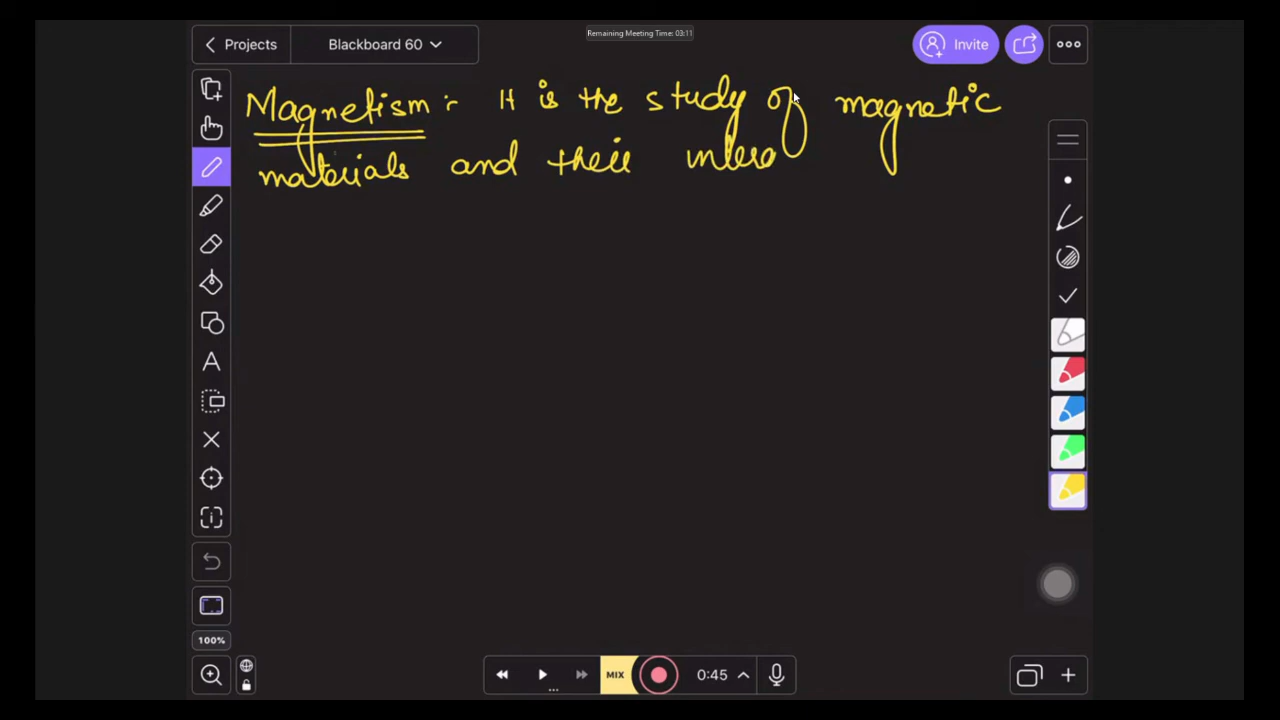 Remaining Meeting Time: 03:11
Projects
Blackboard 60
Invite
Magnetism :- It is the study of magnetic
materials and their
A
100%
MIX
0:45